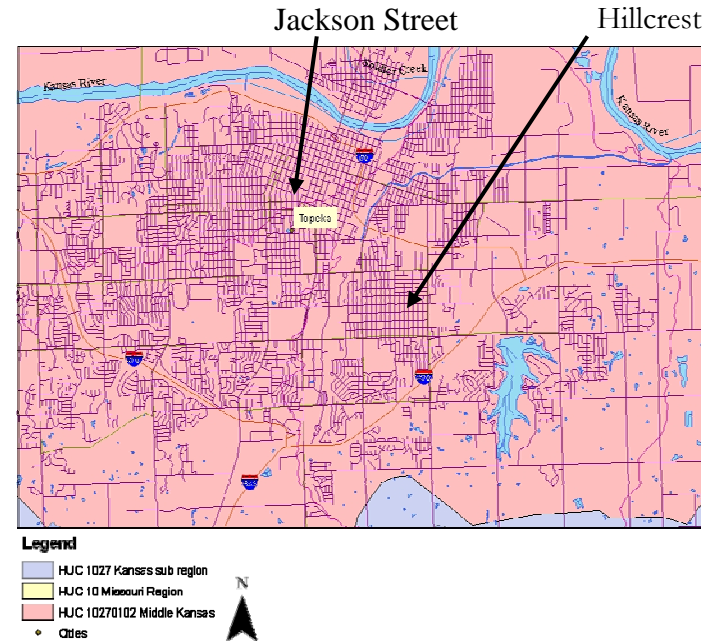 Jackson Street
Hillcrest
Kansas River
Creek
Kansas River
Topeka
Legend
HUC 1027 Kansas sub region
HUC 10 Missouri Region
HUC 10270102 Middle Kansas
Cities
N